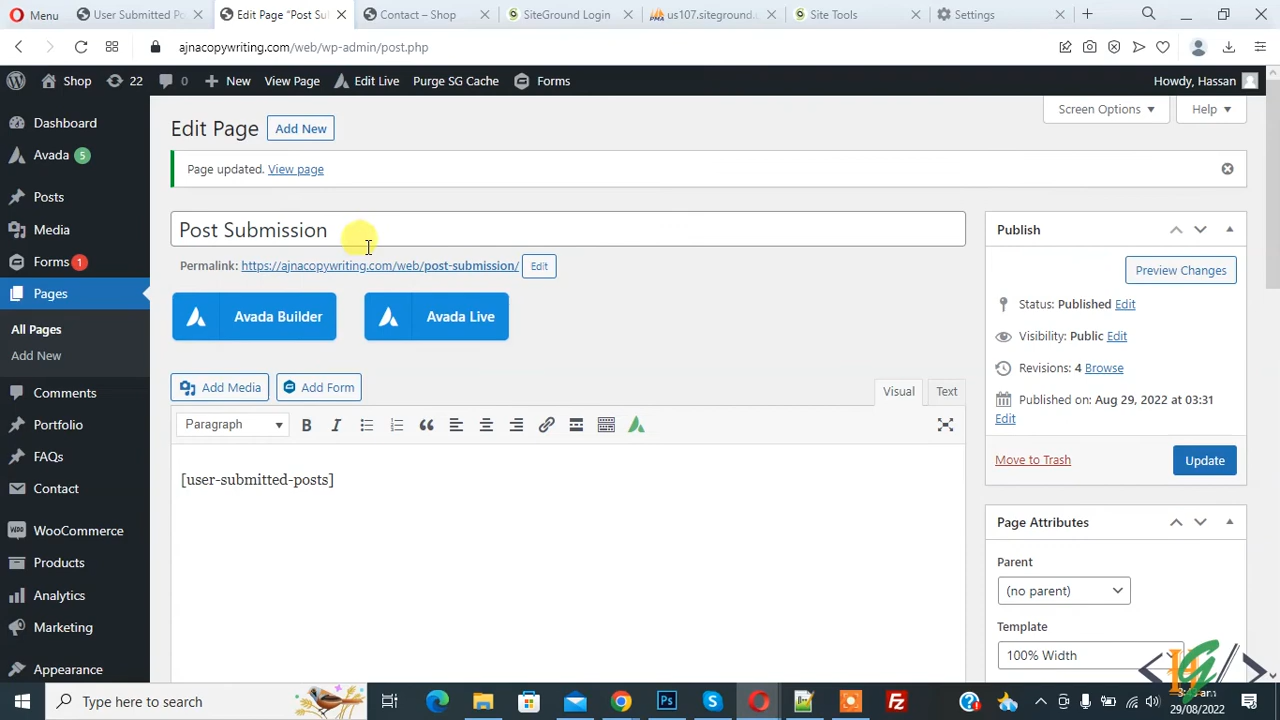 Menu
User Submitted Po
Edit Page "Post Su
Contact – Shop
SiteGround Login
us107.siteground.
Site Tools
Settings
ajnacopywriting.com/web/wp-admin/post.php
Shop
22
0
New
View Page
Edit Live
Purge SG Cache
Forms
Howdy, Hassan
Dashboard
Avada 5
Posts
Media
Forms 1
Pages
All Pages
Add New
Comments
Portfolio
FAQs
Contact
WooCommerce
Products
Analytics
Marketing
Appearance
Screen Options
Help
Edit Page
Add New
Page updated. View page
Post Submission
Permalink: https://ajnacopywriting.com/web/post-submission/ Edit
Avada Builder
Avada Live
Add Media
Add Form
Visual
Text
Paragraph
B
I
[user-submitted-posts]
Publish
Preview Changes
Status: Published Edit
Visibility: Public Edit
Revisions: 4 Browse
Published on: Aug 29, 2022 at 03:31
Edit
Move to Trash
Update
Page Attributes
Parent
(no parent)
Template
100% Width
Type here to search
29/08/2022